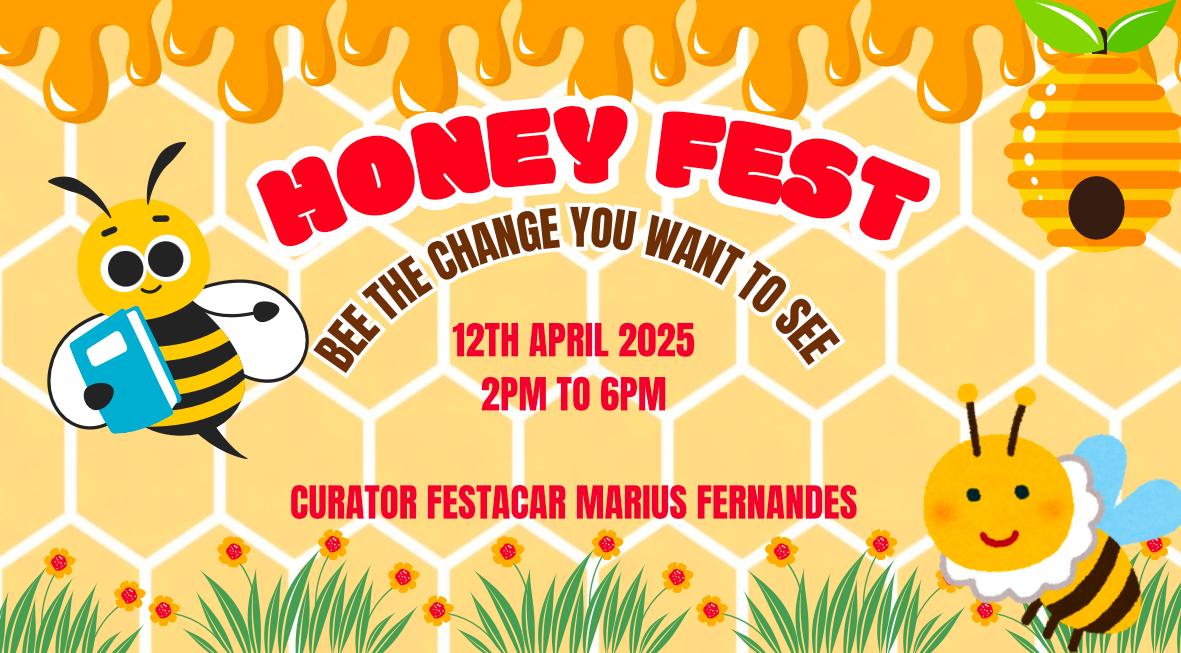 HONEY FEST
BEE THE CHANGE YOU WANT TO SEE
12TH APRIL 2025
2PM TO 6PM
CURATOR FESTACAR MARIUS FERNANDES